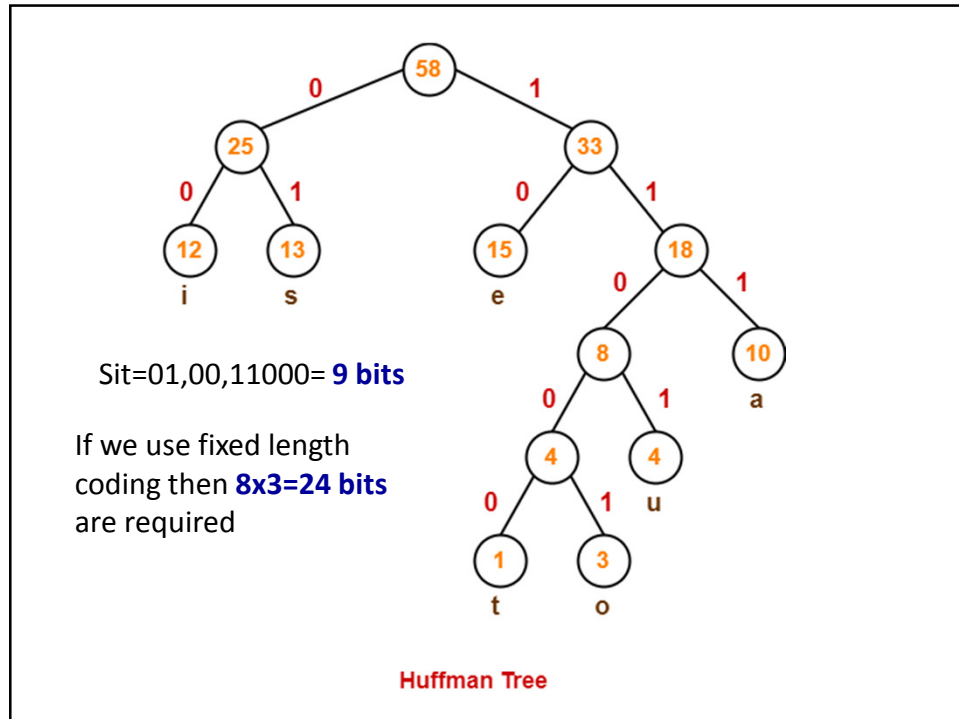 58
0 1
25 33
0 1 0 1
12 13 15 18
i s e
0 1
8 10
a
Sit=01,00,11000= 9 bits
0 1
If we use fixed length
coding then 8x3=24 bits
are required
4 4
u
0 1
1 3
t o
Huffman Tree